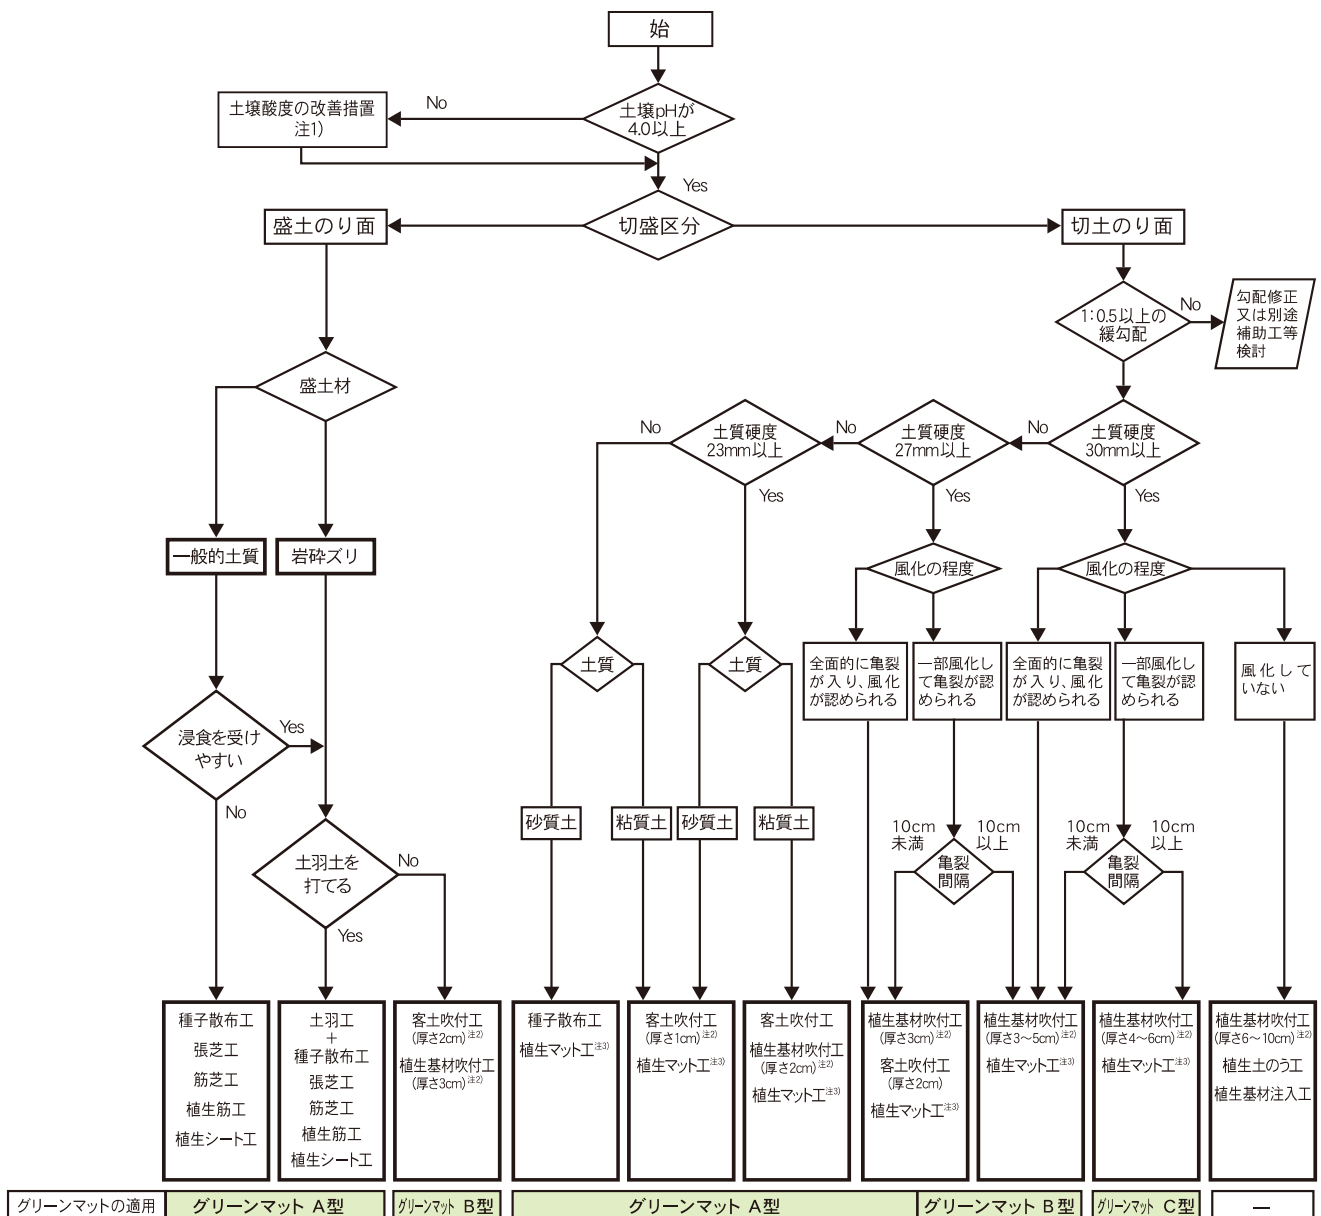 始
土壌pHが
4.0以上
No
土壌酸度の改善措置
注1)
Yes
切盛区分
盛土のり面
切土のり面
1:0.5以上の
緩勾配
No
勾配修正
又は別途
補助工等
検討
盛土材
土質硬度
23mm以上
No
Yes
土質硬度
27mm以上
No
Yes
土質硬度
30mm以上
No
Yes
一般的土質
岩砕ズリ
風化の程度
風化の程度
土質
土質
全面的に亀裂
が入り、風化
が認められる
一部風化し
て亀裂が認
められる
全面的に亀裂
が入り、風化
が認められる
一部風化し
て亀裂が認
められる
風化して
いない
浸食を受け
やすい
Yes
No
砂質土
粘質土
砂質土
粘質土
土羽土を
打てる
No
Yes
10cm
未満
10cm
以上
亀裂
間隔
10cm
未満
10cm
以上
亀裂
間隔
種子散布工
張芝工
筋芝工
植生筋工
植生シート工
土羽工
+
種子散布工
張芝工
筋芝工
植生筋工
植生シート工
客土吹付工
(厚さ2cm)注2)
植生基材吹付工
(厚さ3cm)注2)
種子散布工
植生マット工注3)
客土吹付工
(厚さ1cm)注2)
植生マット工注3)
客土吹付工
植生基材吹付工
(厚さ2cm)注2)
植生マット工注3)
植生基材吹付工
(厚さ3cm)注2)
客土吹付工
(厚さ2cm)
植生マット工注3)
植生基材吹付工
(厚さ3〜5cm)注2)
植生マット工注3)
植生基材吹付工
(厚さ4〜6cm)注2)
植生マット工注3)
植生基材吹付工
(厚さ6〜10cm)注2)
植生土のう工
植生基材注入工
グリーンマットの適用
グリーンマット A型
グリーンマット B型
グリーンマット A型
グリーンマット B型
グリーンマット C型
—